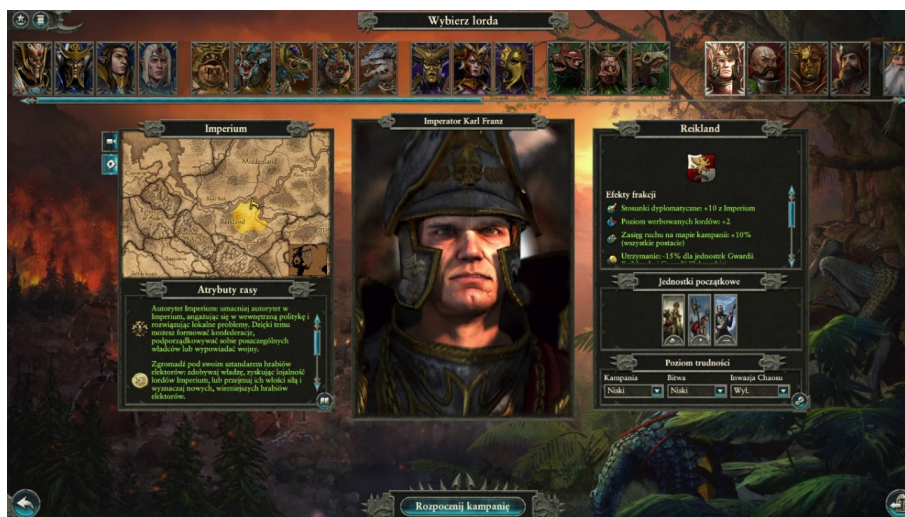 Wybierz lorda
Imperium
Middenland
Reikland
Atrybuty rasy
Autorytet Imperium: umacniaj autorytet w
Imperium, angażując się w wewnętrzną politykę i
rozwiązując lokalne problemy. Dzięki temu
możesz formować konfederacje,
podporządkowywać sobie poszczególnych
władców lub wypowiadać wojny.
Zgromadź pod swoim sztandarem hrabiów
elektorów: zdobywaj władzę, zyskując lojalność
lordów Imperium, lub przejmuj ich włości siłą i
wyznaczaj nowych, wierniejszych hrabiów
elektorów.
Imperator Karl Franz
Reikland
Efekty frakcji
Stosunki dyplomatyczne: +10 z Imperium
Poziom werbowanych lordów: +2
Zasięg ruchu na mapie kampanii: +10%
(wszystkie postacie)
Utrzymanie: -15% dla jednostek Gwardii
Jednostki początkowe
Poziom trudności
Kampania Bitwa Inwazja Chaosu
Niski Niski Wył.
Rozpocznij kampanię